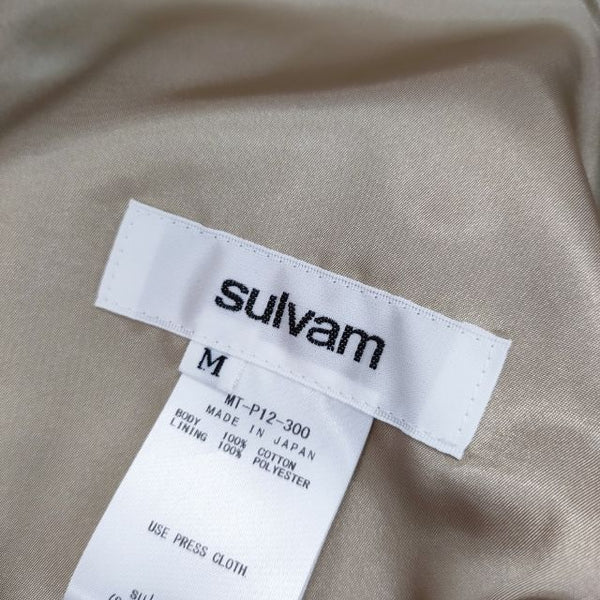 sulvam
M
MT-P12-300
MADE IN JAPAN
BODY 100% COTTON
LINING 100% POLYESTER
USE PRESS CLOTH